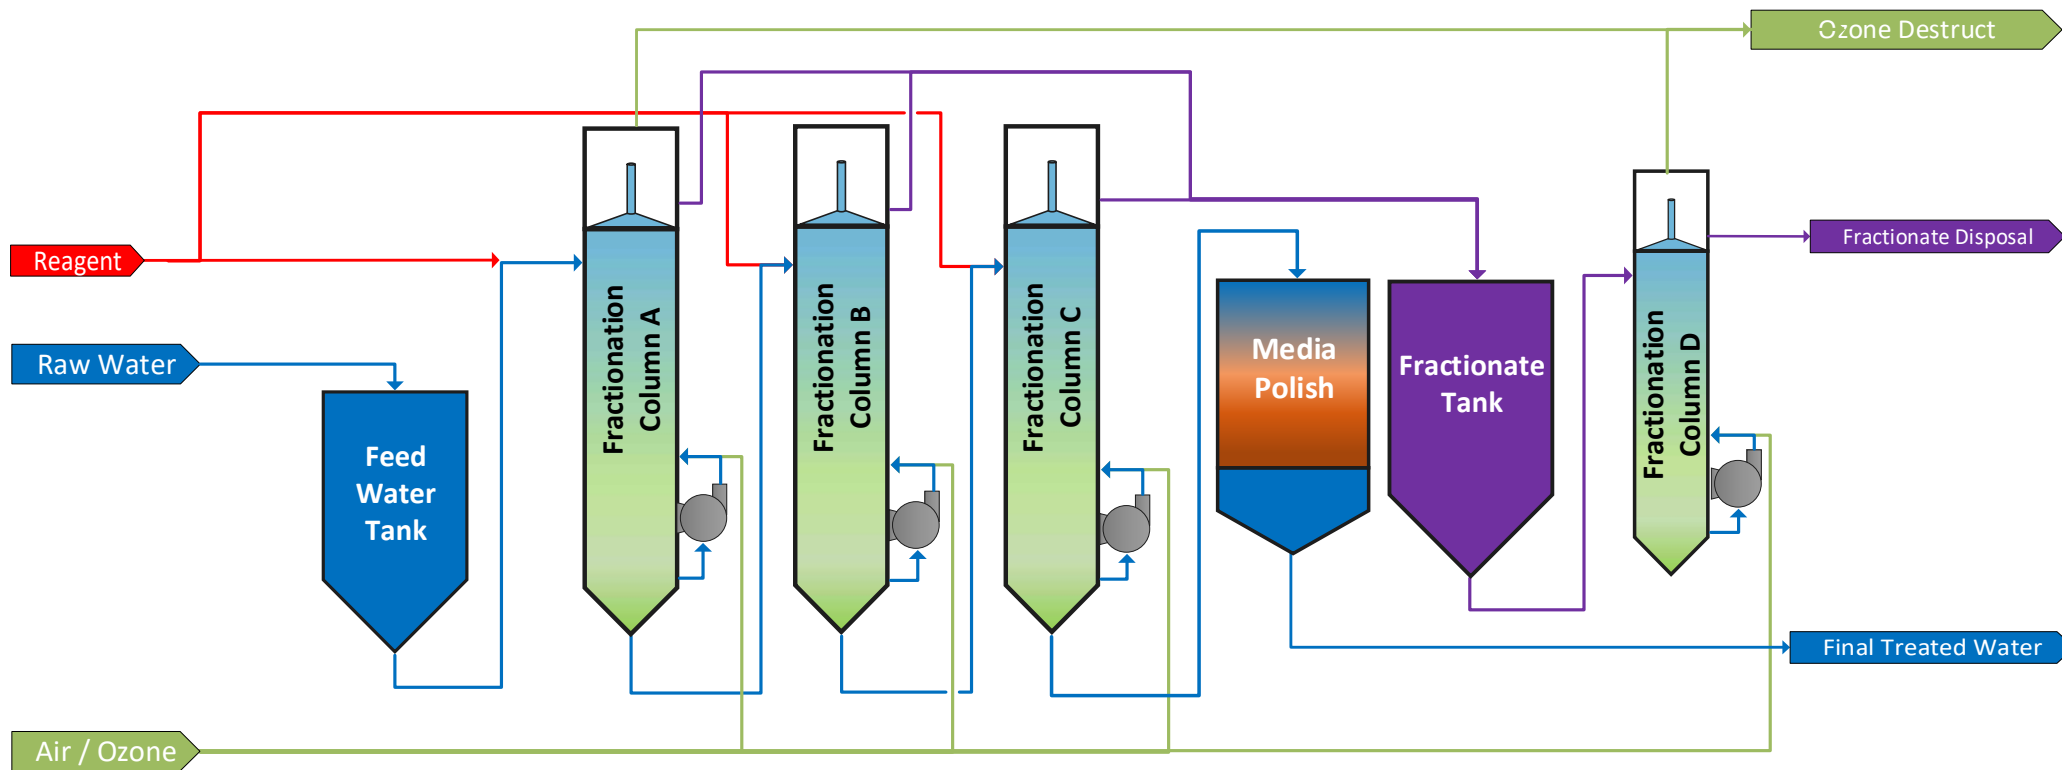 Ozone Destruct
Reagent
Raw Water
Air / Ozone
Feed
Water
Tank
Fractionation
Column A
Fractionation
Column B
Fractionation
Column C
Media
Polish
Fractionate
Tank
Fractionation
Column D
Fractionate Disposal
Final Treated Water